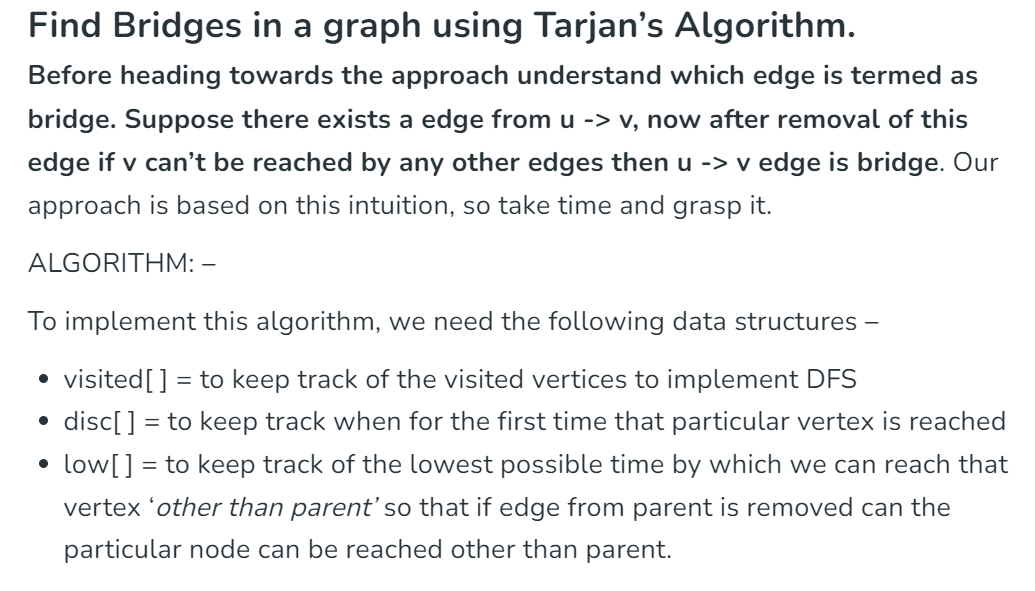 Find Bridges in a graph using Tarjan’s Algorithm.
Before heading towards the approach understand which edge is termed as
bridge. Suppose there exists a edge from u -> v, now after removal of this
edge if v can’t be reached by any other edges then u -> v edge is bridge. Our
approach is based on this intuition, so take time and grasp it.
ALGORITHM: –
To implement this algorithm, we need the following data structures –
• visited[ ] = to keep track of the visited vertices to implement DFS
• disc[ ] = to keep track when for the first time that particular vertex is reached
• low[ ] = to keep track of the lowest possible time by which we can reach that
vertex ‘other than parent’ so that if edge from parent is removed can the
particular node can be reached other than parent.